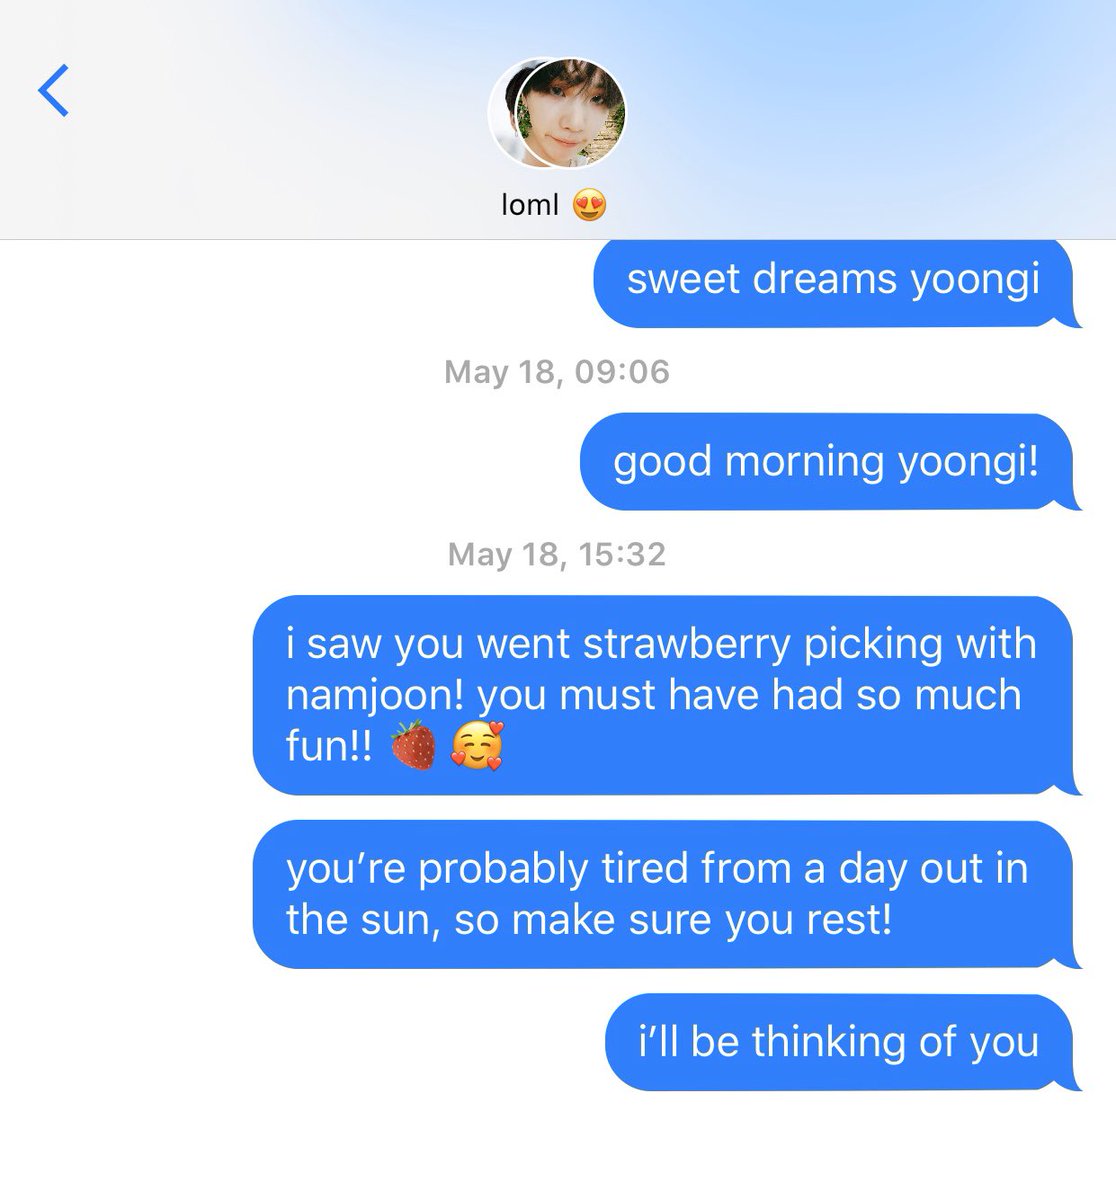 loml 😍
sweet dreams yoongi
May 18, 09:06
good morning yoongi!
May 18, 15:32
i saw you went strawberry picking with
namjoon! you must have had so much
fun!! 🍓 🥰
you’re probably tired from a day out in
the sun, so make sure you rest!
i’ll be thinking of you